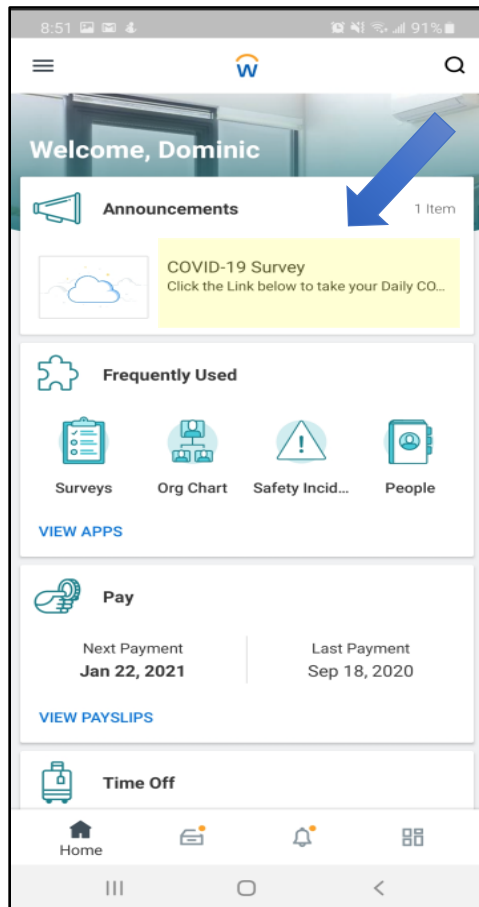 8:51
91%
W
Welcome, Dominic
Announcements
1 Item
COVID-19 Survey
Click the Link below to take your Daily CO...
Frequently Used
Surveys
Org Chart
Safety Incid...
People
VIEW APPS
Pay
Next Payment
Last Payment
Jan 22, 2021
Sep 18, 2020
VIEW PAYSLIPS
Time Off
Home